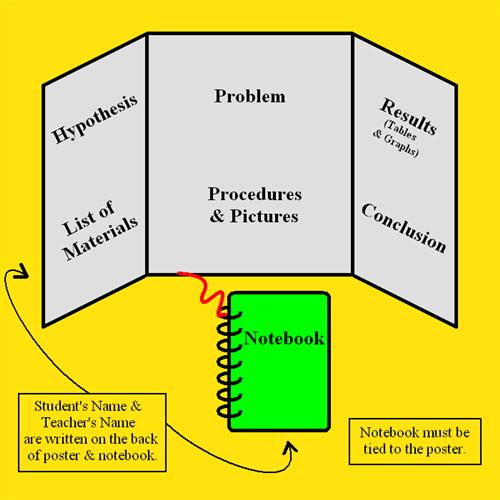 Hypothesis
List of
Materials
Problem
Procedures
& Pictures
Results
(Tables
& Graphs)
Conclusion
Notebook
Student's Name &
Teacher's Name
are written on the back
of poster & notebook.
Notebook must be
tied to the poster.